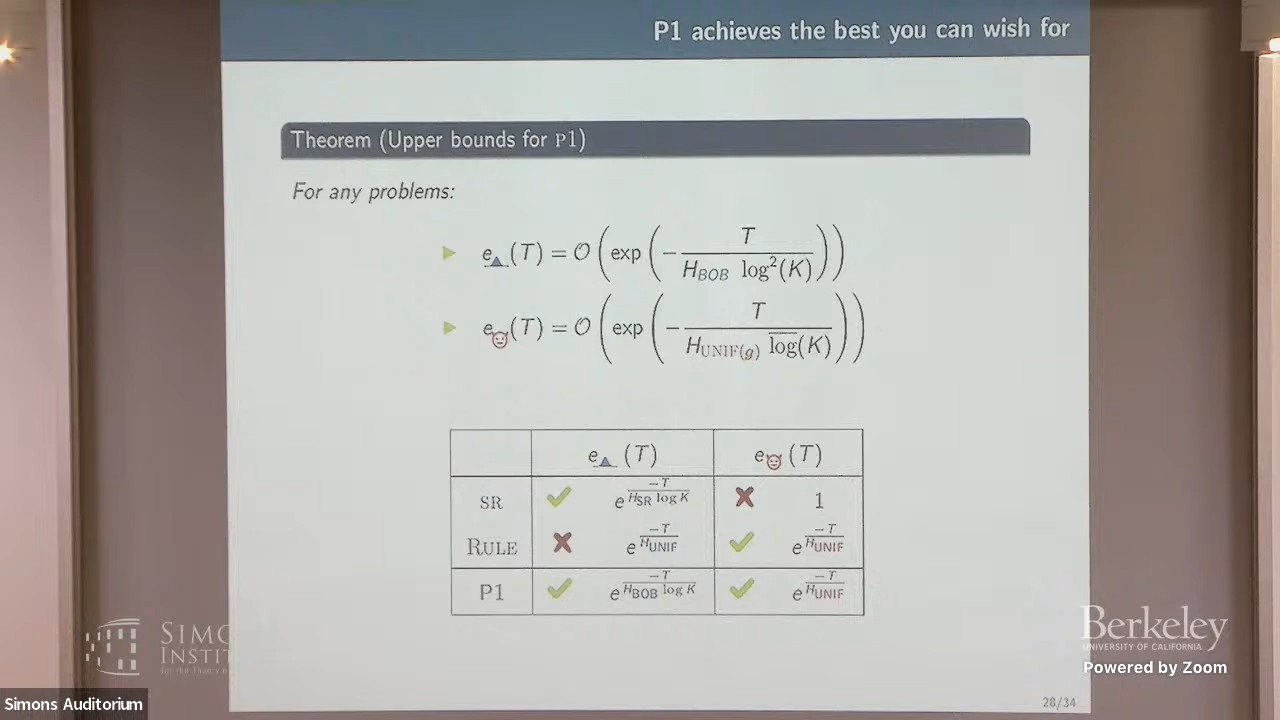 P1 achieves the best you can wish for
Theorem (Upper bounds for P1)
For any problems:
e▲(T) = O(exp(−T / (H_BOB log²(K))))
e😈(T) = O(exp(−T / (H_UNIF(g) \overline{log}(K))))
e▲(T) e😈(T)
SR ✓ e^{−T / (H_SR log K)} ✗ 1
RULE ✗ e^{−T / H_UNIF} ✓ e^{−T / H_UNIF}
P1 ✓ e^{−T / (H_BOB log K)} ✓ e^{−T / H_UNIF}
Berkeley
UNIVERSITY OF CALIFORNIA
Powered by Zoom
Simons Auditorium
28/34